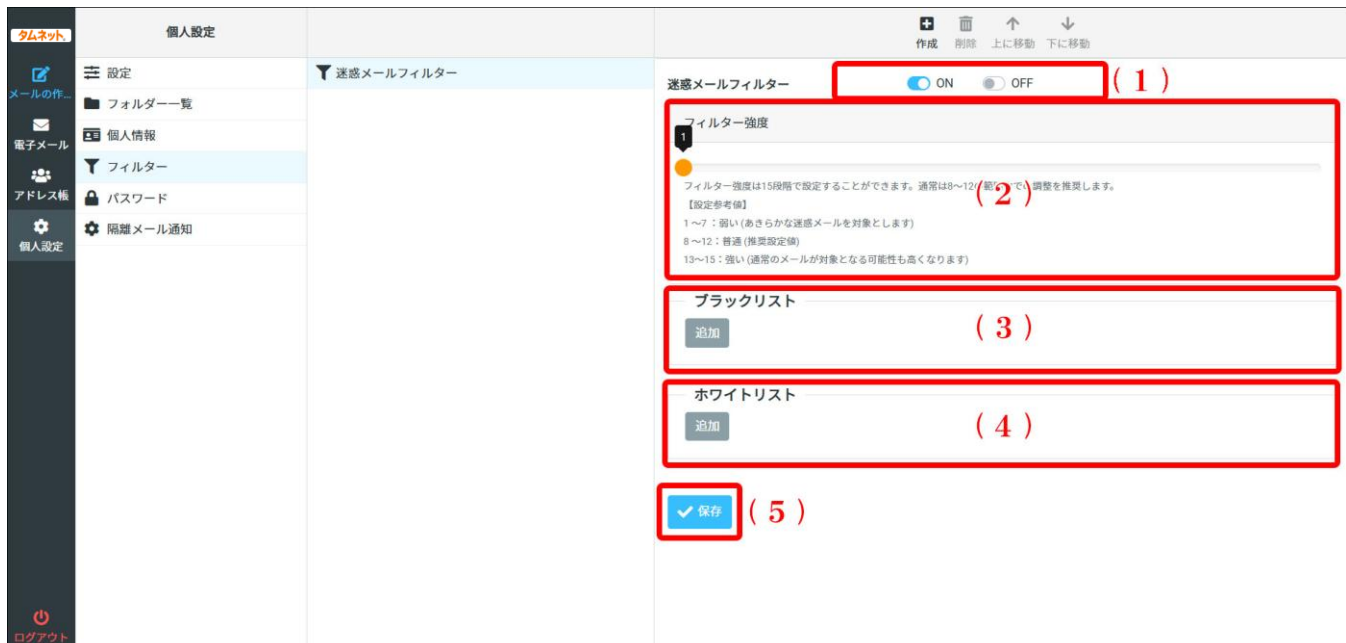 タムネット.
メールの作...
電子メール
アドレス帳
個人設定
ログアウト
個人設定
設定
フォルダー一覧
個人情報
フィルター
パスワード
隔離メール通知
迷惑メールフィルター
作成 削除 上に移動 下に移動
迷惑メールフィルター ON OFF (1)
フィルター強度
1
フィルター強度は15段階で設定することができます。通常は8～12の範 で 調整を推奨します。
(2)
【設定参考値】
1～7：弱い (あきらかな迷惑メールを対象とします)
8～12：普通 (推奨設定値)
13～15：強い (通常のメールが対象となる可能性も高くなります)
ブラックリスト
追加
(3)
ホワイトリスト
追加
(4)
保存 (5)